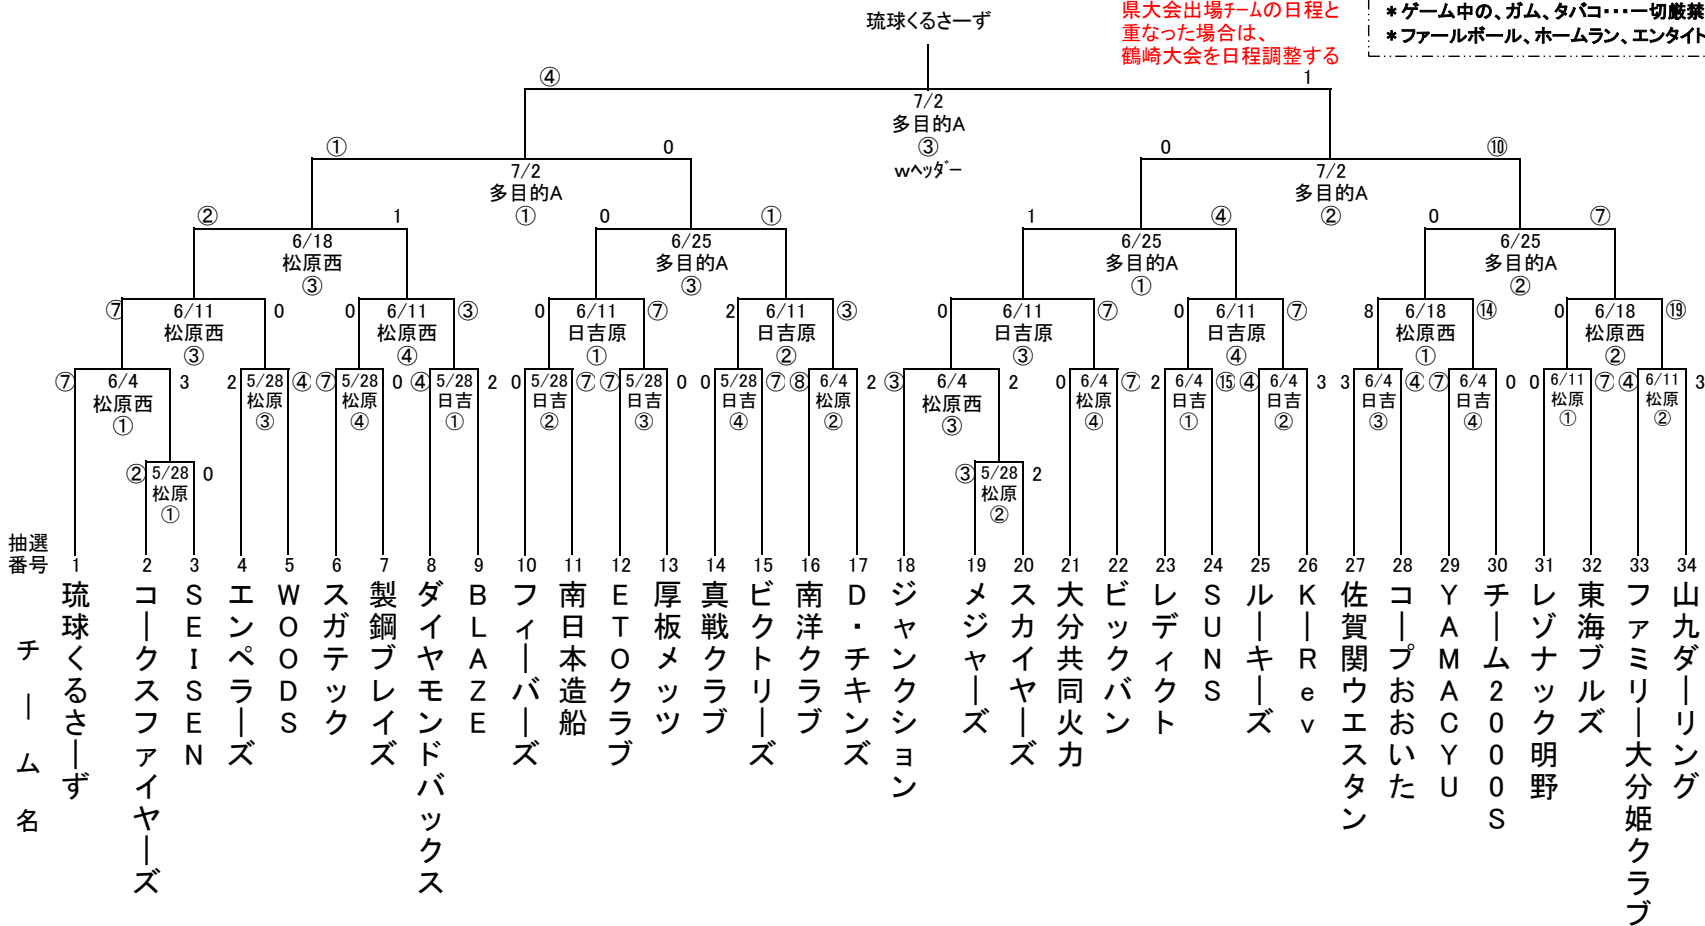 琉球くるさーず
県大会出場チームの日程と
重なった場合は、
鶴崎大会を日程調整する
＊ゲーム中の、ガム、タバコ・・・一切厳禁
＊ファールボール、ホームラン、エンタイト
④ 1
7/2
多目的A
③
wヘッダー
① 0 0 ⑩
7/2 7/2
多目的A 多目的A
① ②
② 1 0 ① 1 ④ 0 ⑦
6/18 6/25 6/25 6/25
松原西 多目的A 多目的A 多目的A
③ ③ ① ②
⑦ 6/11 0 0 6/11 ③ 0 6/11 ⑦ 2 6/11 ③ 0 6/11 ⑦ 0 6/11 ⑦ 8 6/18 ⑭ 0 6/18 ⑲
松原西 松原西 日吉原 日吉原 日吉原 日吉原 松原西 松原西
③ ④ ① ② ③ ④ ① ②
⑦ 6/4 3 2 5/28 ④ ⑦ 5/28 0 ④ 5/28 2 0 5/28 ⑦ ⑦ 5/28 0 0 5/28 ⑦ ⑧ 6/4 2 ③ 6/4 2 0 6/4 ⑦ 2 6/4 ⑮ ④ 6/4 3 3 6/4 ④ ⑦ 6/4 0 0 6/11 ⑦ ④ 6/11 3
松原西 松原 松原 日吉 日吉 日吉 日吉 松原 松原西 松原 日吉 日吉 日吉 日吉 松原 松原
① ③ ④ ① ② ③ ④ ② ③ ④ ① ② ③ ④ ① ②
② 5/28 0 ③ 5/28 2
松原 松原
① ②
抽選
番号
1 2 3 4 5 6 7 8 9 10 11 12 13 14 15 16 17 18 19 20 21 22 23 24 25 26 27 28 29 30 31 32 33 34
チーム名
琉球くるさーず
コークスファイヤーズ
SEISEN
エンペラーズ
WOODS
スガテック
製鋼ブレイズ
ダイヤモンドバックス
BLAZE
フィーバーズ
南日本造船
ETOクラブ
厚板メッツ
真戦クラブ
ビクトリーズ
南洋クラブ
D・チキンズ
ジャンクション
メジャーズ
スカイヤーズ
大分共同火力
ビックバン
レディクト
SUNS
ルーキーズ
KーRev
佐賀関ウエスタン
コープおおいた
YAMACYU
チーム2000S
レゾナック明野
東海ブルズ
ファミリー大分姫クラブ
山九ダーリング